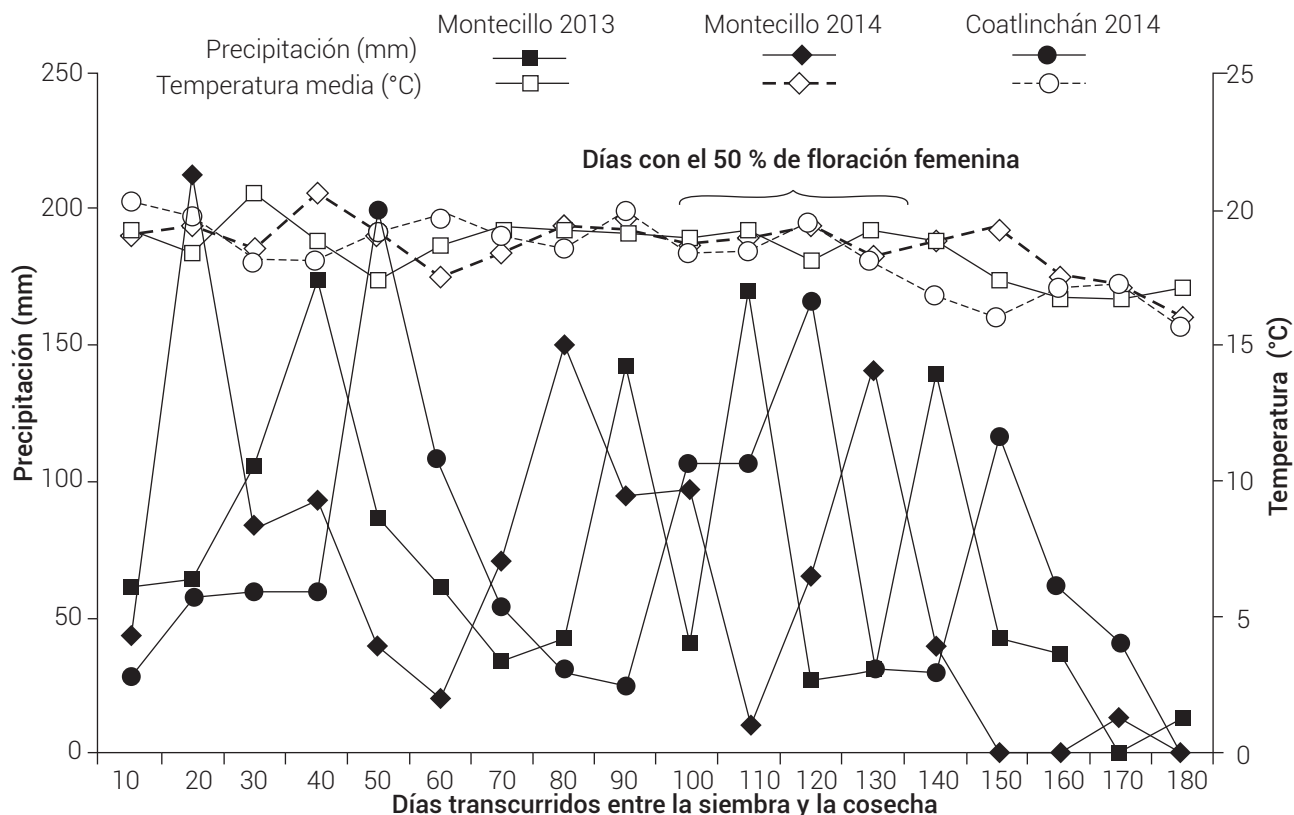 Montecillo 2013 Montecillo 2014 Coatlinchán 2014
Precipitación (mm)
Temperatura media (°C)
Días con el 50 % de floración femenina
Precipitación (mm)
250
200
150
100
50
0
25
20
15
10
5
0
Temperatura (°C)
10 20 30 40 50 60 70 80 90 100 110 120 130 140 150 160 170 180
Días transcurridos entre la siembra y la cosecha